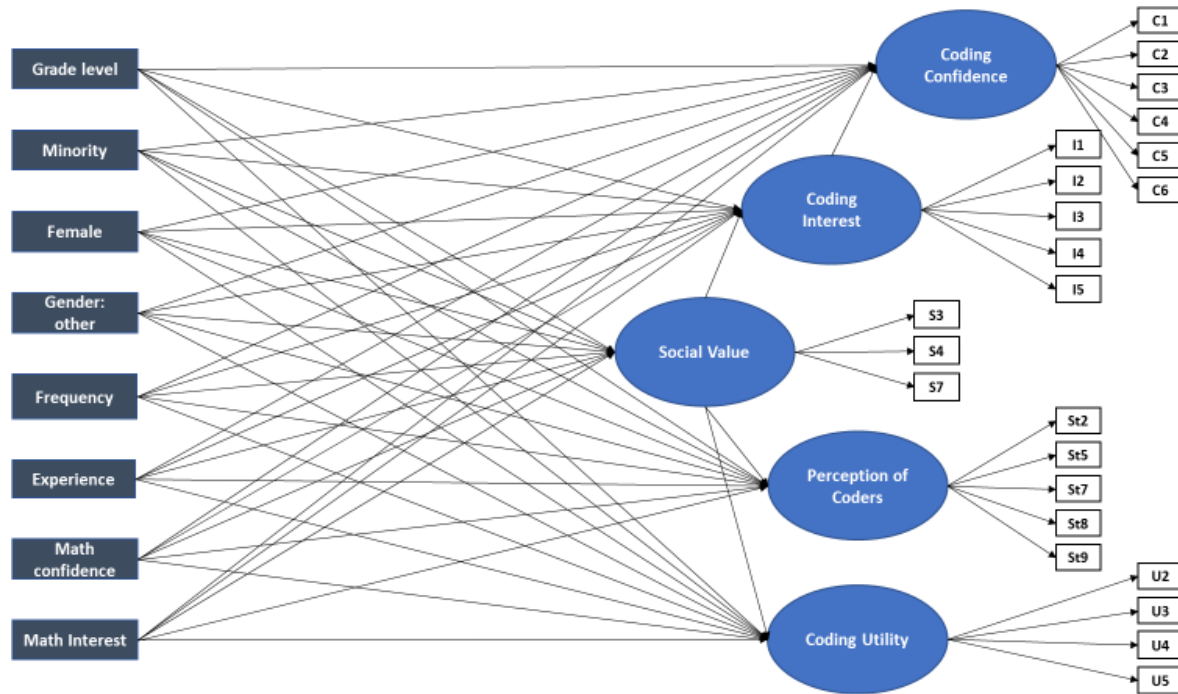 Grade level
Minority
Female
Gender:
other
Frequency
Experience
Math
confidence
Math Interest
Coding
Confidence
Coding
Interest
Social Value
Perception of
Coders
Coding Utility
C1
C2
C3
C4
C5
C6
I1
I2
I3
I4
I5
S3
S4
S7
St2
St5
St7
St8
St9
U2
U3
U4
U5